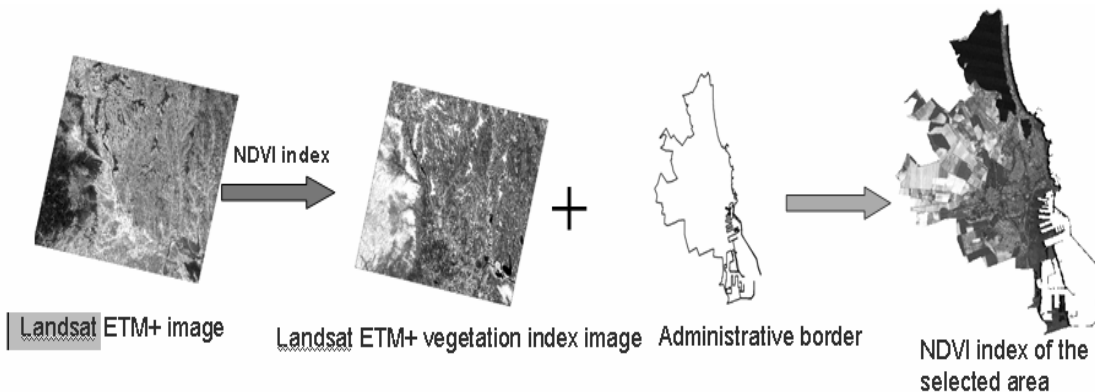 NDVI index
Landsat ETM+ image
Landsat ETM+ vegetation index image
Administrative border
NDVI index of the
selected area